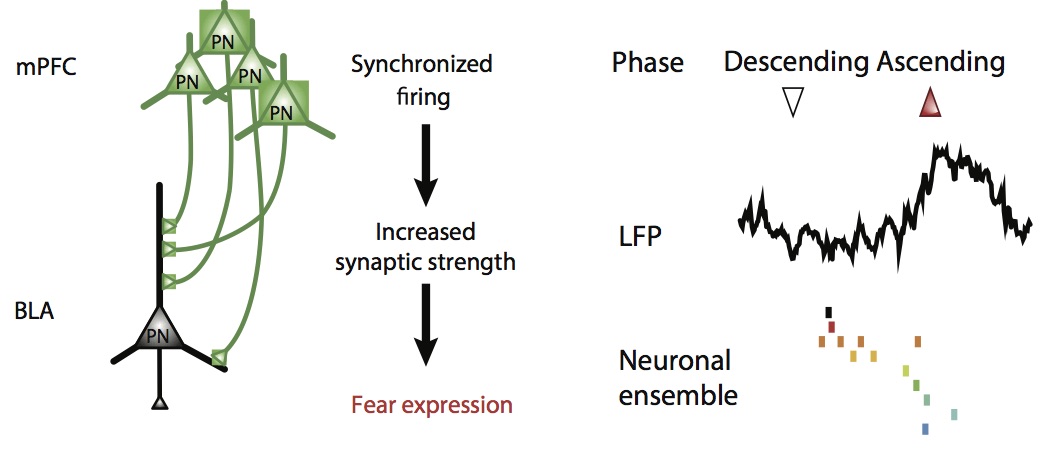 mPFC
PN
PN
PN
PN
BLA
PN
Synchronized
firing
Increased
synaptic strength
Fear expression
Phase
Descending Ascending
LFP
Neuronal
ensemble